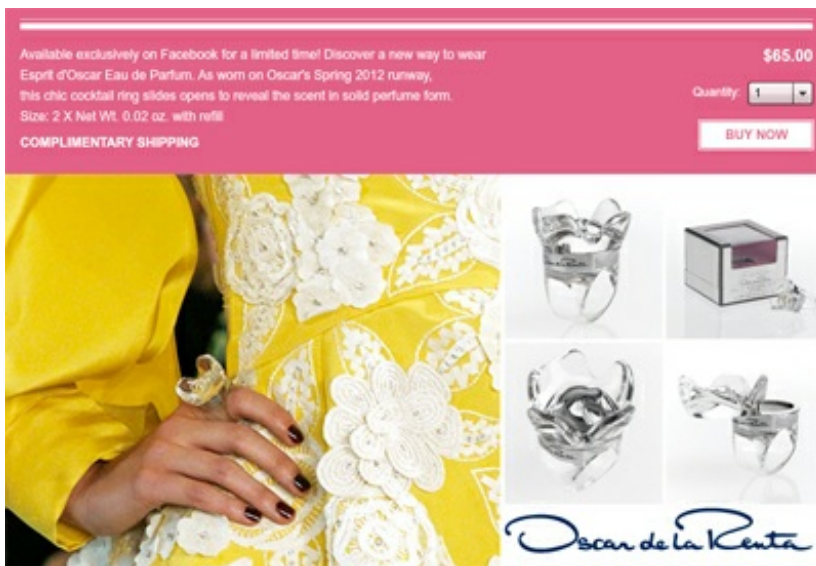 Available exclusively on Facebook for a limited time! Discover a new way to wear
Esprit d'Oscar Eau de Parfum. As worn on Oscar's Spring 2012 runway,
this chic cocktail ring slides opens to reveal the scent in solid perfume form.
Size: 2 X Net Wt. 0.02 oz. with refill
COMPLIMENTARY SHIPPING
$65.00
Quantity: 1
BUY NOW
Oscar de la Renta